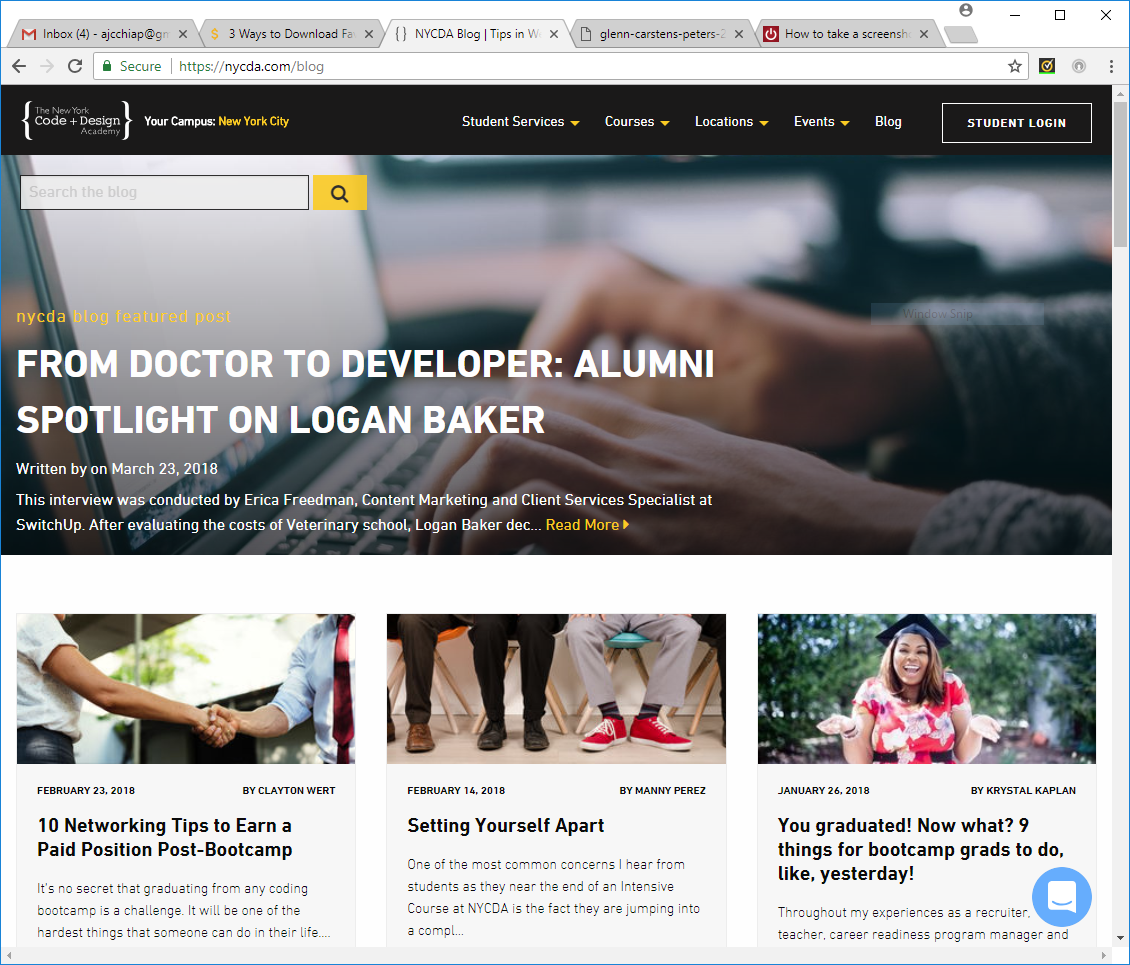 Inbox (4) - ajcchiap@gm
3 Ways to Download Fa
NYCDA Blog | Tips in W
glenn-carstens-peters-2
How to take a screensh
Secure
https://nycda.com/blog
The New York
Code + Design
Academy
Your Campus: New York City
Student Services
Courses
Locations
Events
Blog
STUDENT LOGIN
Search the blog
Window Snip
nycda blog featured post
FROM DOCTOR TO DEVELOPER: ALUMNI
SPOTLIGHT ON LOGAN BAKER
Written by on March 23, 2018
This interview was conducted by Erica Freedman, Content Marketing and Client Services Specialist at
SwitchUp. After evaluating the costs of Veterinary school, Logan Baker dec... Read More
FEBRUARY 23, 2018 BY CLAYTON WERT
10 Networking Tips to Earn a
Paid Position Post-Bootcamp
It's no secret that graduating from any coding
bootcamp is a challenge. It will be one of the
hardest things that someone can do in their life....
FEBRUARY 14, 2018 BY MANNY PEREZ
Setting Yourself Apart
One of the most common concerns I hear from
students as they near the end of an Intensive
Course at NYCDA is the fact they are jumping into
a compl...
JANUARY 26, 2018 BY KRYSTAL KAPLAN
You graduated! Now what? 9
things for bootcamp grads to do,
like, yesterday!
Throughout my experiences as a recruiter,
teacher, career readiness program manager and